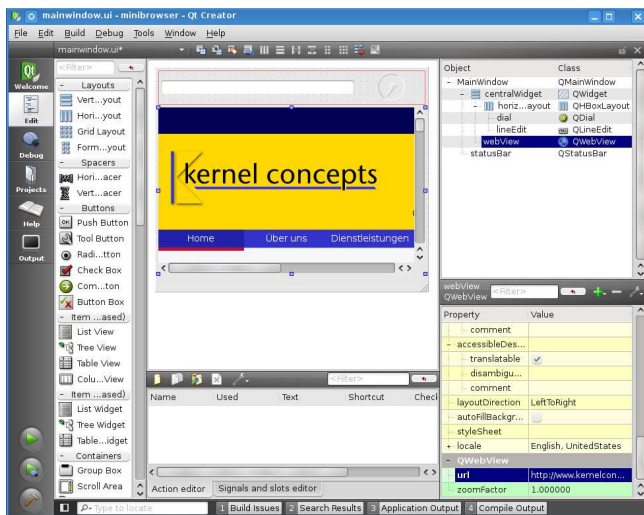 mainwindow.ui - minibrowser - Qt Creator
File Edit Build Debug Tools Window Help
mainwindow.ui*
Welcome
Edit
Debug
Projects
Help
Output
<Filter>
- Layouts
Vert...yout
Hori...yout
Grid Layout
Form...yout
- Spacers
Hori...acer
Vert...acer
- Buttons
Push Button
Tool Button
Radi...tton
Check Box
Com...ton
Button Box
- Item ...ased)
List View
Tree View
Table View
Colu...View
- Item ...ased)
List Widget
Tree Widget
Table...idget
- Containers
Group Box
Scroll Area
kernel concepts
Home Über uns Dienstleistungen
<Filter>
Name Used Text Shortcut Check
Action editor Signals and slots editor
Object Class
- MainWindow QMainWindow
- centralWidget QWidget
- horiz...ayout QHBoxLayout
dial QDial
lineEdit QLineEdit
webView QWebView
statusBar QStatusBar
webView
QWebView
<Filter>
Property Value
comment
- accessibleDes...
translatable
disambigu...
comment
layoutDirection LeftToRight
autoFillBackgr...
styleSheet
+ locale English, UnitedStates
- QWebView
url http://www.kernelcon...
zoomFactor 1.000000
Type to locate
1 Build Issues 2 Search Results 3 Application Output 4 Compile Output